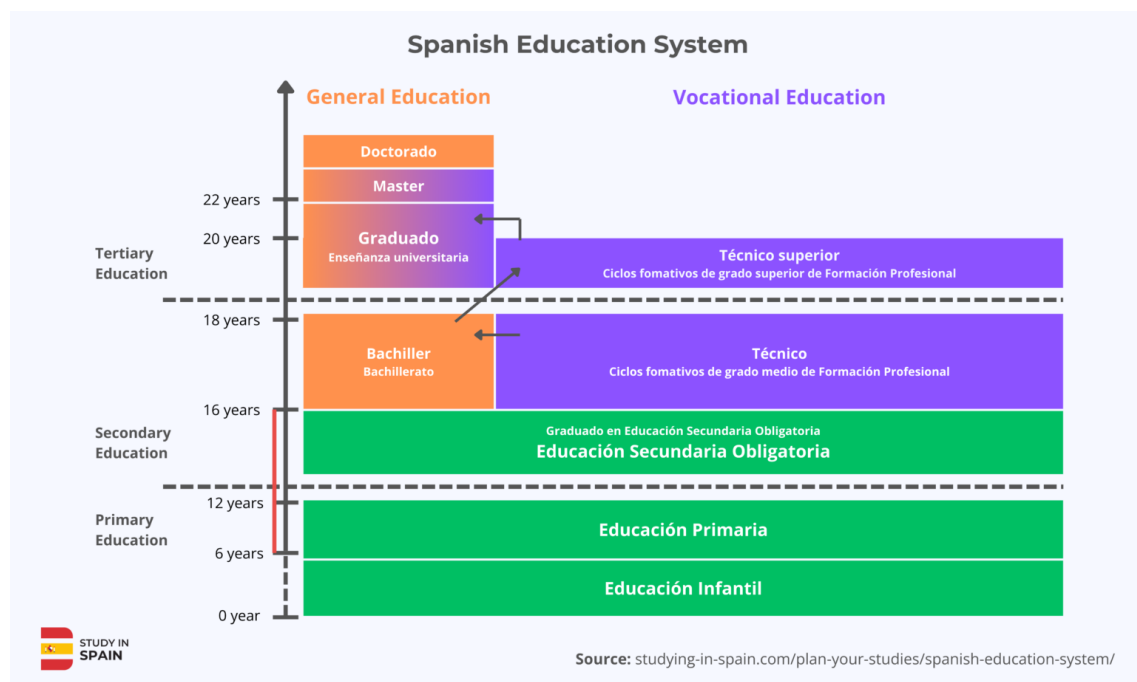 Spanish Education System
General Education
Vocational Education
Doctorado
Master
22 years
Graduado
Enseñanza universitaria
20 years
Tertiary
Education
Técnico superior
Ciclos fomativos de grado superior de Formación Profesional
18 years
Bachiller
Bachillerato
Técnico
Ciclos fomativos de grado medio de Formación Profesional
16 years
Secondary
Education
Graduado en Educación Secundaria Obligatoria
Educación Secundaria Obligatoria
12 years
Primary
Education
Educación Primaria
6 years
Educación Infantil
0 year
STUDY IN
SPAIN
Source: studying-in-spain.com/plan-your-studies/spanish-education-system/